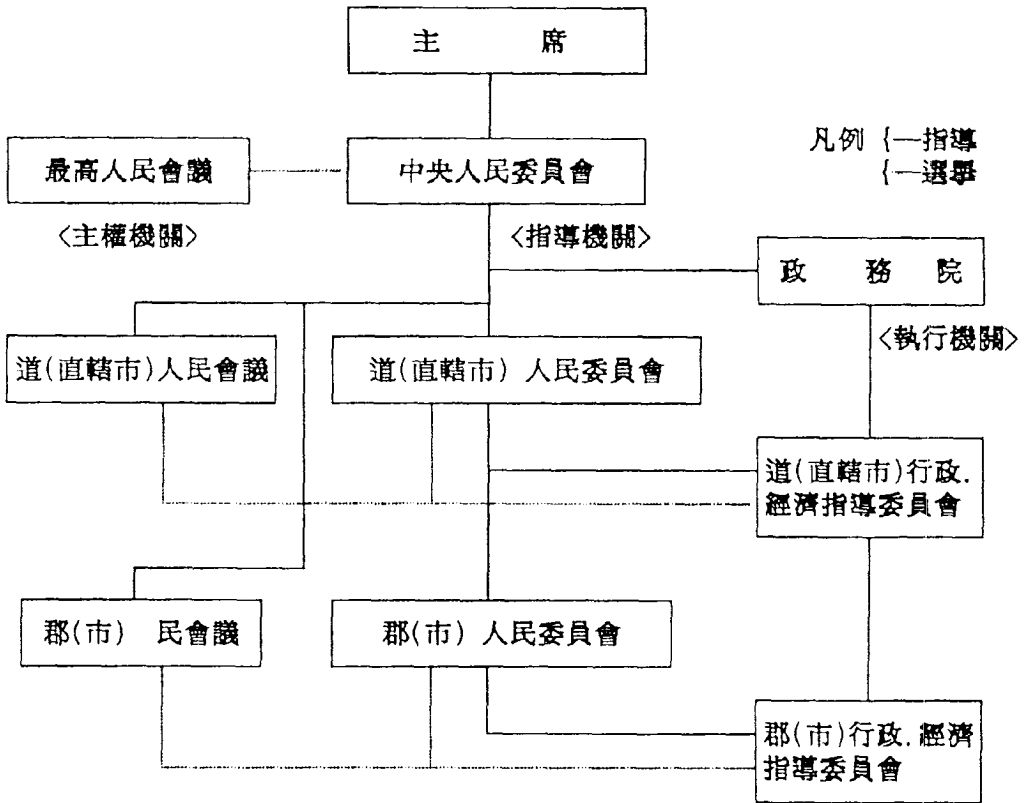 主 席
最高人民會議
中央人民委員會
凡例 {—指導
{—選擧
<主權機關>
<指導機關>
政 務 院
<執行機關>
道(直轄市)人民會議
道(直轄市) 人民委員會
道(直轄市)行政.
經濟指導委員會
郡(市) 民會議
郡(市) 人民委員會
郡(市)行政. 經濟
指導委員會